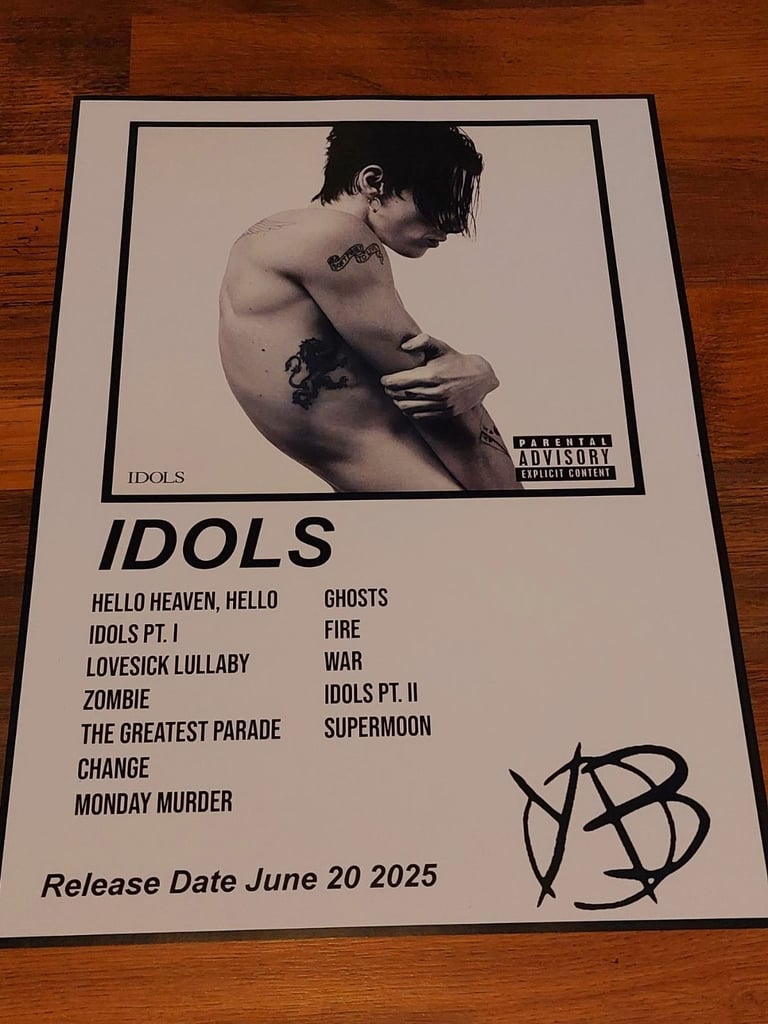 IDOLS
PARENTAL
ADVISORY
EXPLICIT CONTENT
IDOLS
HELLO HEAVEN, HELLO
IDOLS PT. I
LOVESICK LULLABY
ZOMBIE
THE GREATEST PARADE
CHANGE
MONDAY MURDER
GHOSTS
FIRE
WAR
IDOLS PT. II
SUPERMOON
YB
Release Date June 20 2025